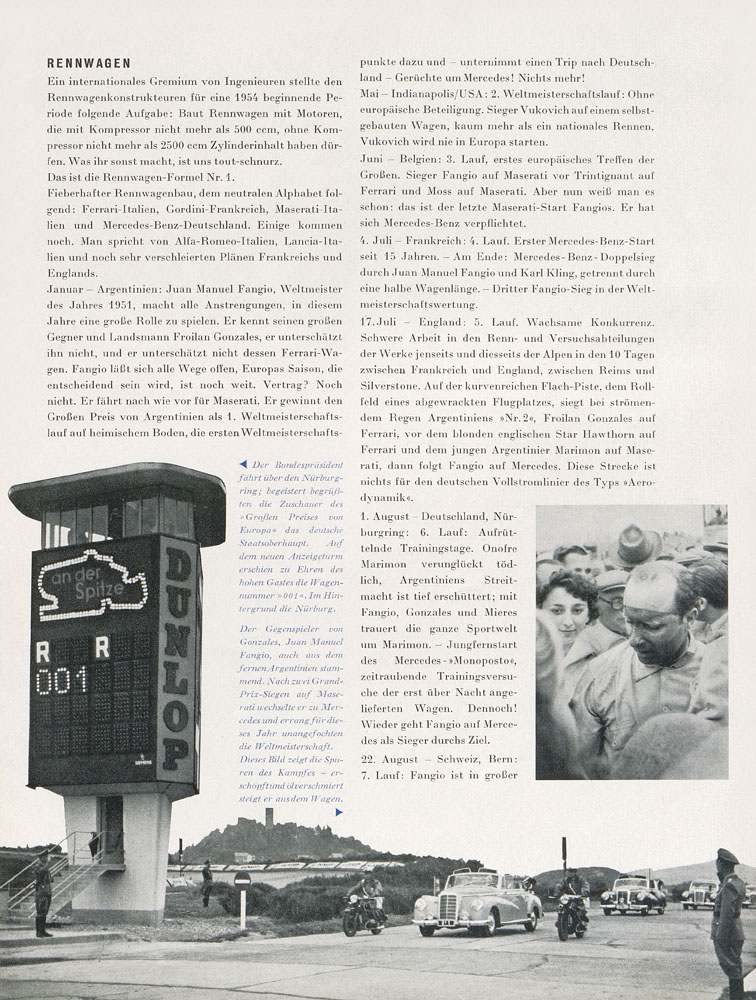 RENNWAGEN
Ein internationales Gremium von Ingenieuren stellte den
Rennwagenkonstrukteuren für eine 1954 beginnende Pe-
riode folgende Aufgabe: Baut Rennwagen mit Motoren,
die mit Kompressor nicht mehr als 500 ccm, ohne Kom-
pressor nicht mehr als 2500 ccm Zylinderinhalt haben dür-
fen. Was ihr sonst macht, ist uns tout-schnurz.
Das ist die Rennwagen-Formel Nr. 1.
Fieberhafter Rennwagenbau, dem neutralen Alphabet fol-
gend: Ferrari-Italien, Gordini-Frankreich, Maserati-Ita-
lien und Mercedes-Benz-Deutschland. Einige kommen
noch. Man spricht von Alfa-Romeo-Italien, Lancia-Ita-
lien und noch sehr verschleierten Plänen Frankreichs und
Englands.
Januar – Argentinien: Juan Manuel Fangio, Weltmeister
des Jahres 1951, macht alle Anstrengungen, in diesem
Jahre eine große Rolle zu spielen. Er kennt seinen großen
Gegner und Landsmann Froilan Gonzales, er unterschätzt
ihn nicht, und er unterschätzt nicht dessen Ferrari-Wa-
gen. Fangio läßt sich alle Wege offen, Europas Saison, die
entscheidend sein wird, ist noch weit. Vertrag? Noch
nicht. Er fährt nach wie vor für Maserati. Er gewinnt den
Großen Preis von Argentinien als 1. Weltmeisterschafts-
lauf auf heimischem Boden, die ersten Weltmeisterschafts-
punkte dazu und – unternimmt einen Trip nach Deutsch-
land – Gerüchte um Mercedes! Nichts mehr!
Mai – Indianapolis/USA: 2. Weltmeisterschaftslauf: Ohne
europäische Beteiligung. Sieger Vukovich auf einem selbst-
gebauten Wagen, kaum mehr als ein nationales Rennen.
Vukovich wird nie in Europa starten.
Juni – Belgien: 3. Lauf, erstes europäisches Treffen der
Großen. Sieger Fangio auf Maserati vor Trintignant auf
Ferrari und Moss auf Maserati. Aber nun weiß man es
schon: das ist der letzte Maserati-Start Fangios. Er hat
sich Mercedes-Benz verpflichtet.
4. Juli – Frankreich: 4. Lauf. Erster Mercedes-Benz-Start
seit 15 Jahren. – Am Ende: Mercedes-Benz-Doppelsieg
durch Juan Manuel Fangio und Karl Kling, getrennt durch
eine halbe Wagenlänge. – Dritter Fangio-Sieg in der Welt-
meisterschaftswertung.
17. Juli – England: 5. Lauf. Wachsame Konkurrenz.
Schwere Arbeit in den Renn- und Versuchsabteilungen
der Werke jenseits und diesseits der Alpen in den 10 Tagen
zwischen Frankreich und England, zwischen Reims und
Silverstone. Auf der kurvenreichen Flach-Piste, dem Roll-
feld eines abgewrackten Flugplatzes, siegt bei strömen-
dem Regen Argentiniens »Nr. 2«, Froilan Gonzales auf
Ferrari, vor dem blonden englischen Star Hawthorn auf
Ferrari und dem jungen Argentinier Marimon auf Mase-
rati, dann folgt Fangio auf Mercedes. Diese Strecke ist
nichts für den deutschen Vollstromlinier des Typs »Aero-
dynamik«.
1. August – Deutschland, Nür-
burgring: 6. Lauf: Aufrüt-
telnde Trainingstage. Onofre
Marimon verunglückt töd-
lich, Argentiniens Streit-
macht ist tief erschüttert; mit
Fangio, Gonzales und Mieres
trauert die ganze Sportwelt
um Marimon. – Jungfernstart
des Mercedes-»Monoposto«,
zeitraubende Trainingsversu-
che der erst über Nacht ange-
lieferten Wagen. Dennoch!
Wieder geht Fangio auf Merce-
des als Sieger durchs Ziel.
22. August – Schweiz, Bern:
7. Lauf: Fangio ist in großer
◀ Der Bundespräsident
fährt über den Nürburg-
ring; begeistert begrüß-
ten die Zuschauer des
»Großen Preises von
Europa« das deutsche
Staatsoberhaupt. Auf
dem neuen Anzeigeturm
erschien zu Ehren des
hohen Gastes die Wagen-
nummer »001«. Im Hin-
tergrund die Nürburg.
Der Gegenspieler von
Gonzales, Juan Manuel
Fangio, auch aus dem
fernen Argentinien stam-
mend. Nach zwei Grand-
Prix-Siegen auf Mase-
rati wechselte er zu Mer-
cedes und errang für die-
ses Jahr unangefochten
die Weltmeisterschaft.
Dieses Bild zeigt die Spu-
ren des Kampfes – er-
schöpft und ölverschmiert
steigt er aus dem Wagen.
▶
an der
Spitze
R R
001
DUNLOP
SIEMENS